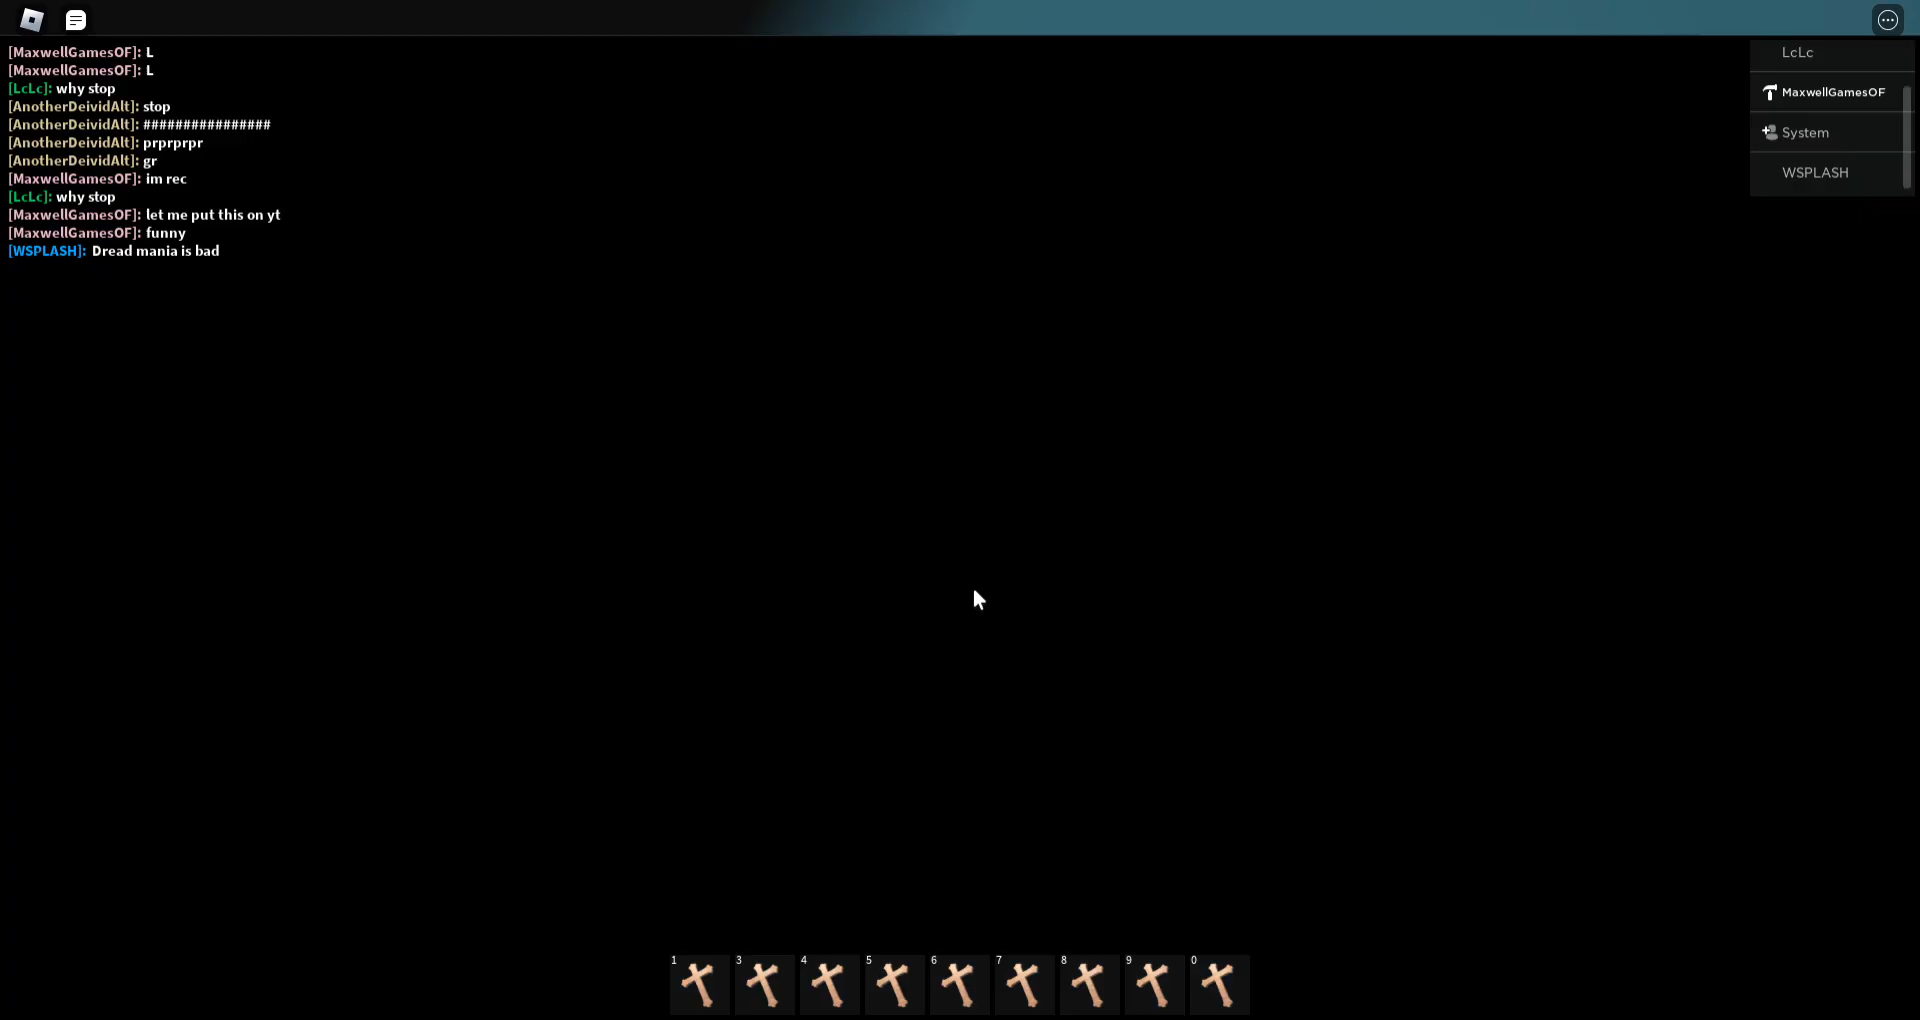 [MaxwellGamesOF]: L
[MaxwellGamesOF]: L
[LcLc]: why stop
[AnotherDeividAlt]: stop
[AnotherDeividAlt]: ################
[AnotherDeividAlt]: prprprpr
[AnotherDeividAlt]: gr
[MaxwellGamesOF]: im rec
[LcLc]: why stop
[MaxwellGamesOF]: let me put this on yt
[MaxwellGamesOF]: funny
[WSPLASH]: Dread mania is bad
LcLc
MaxwellGamesOF
System
WSPLASH
1 3 4 5 6 7 8 9 0